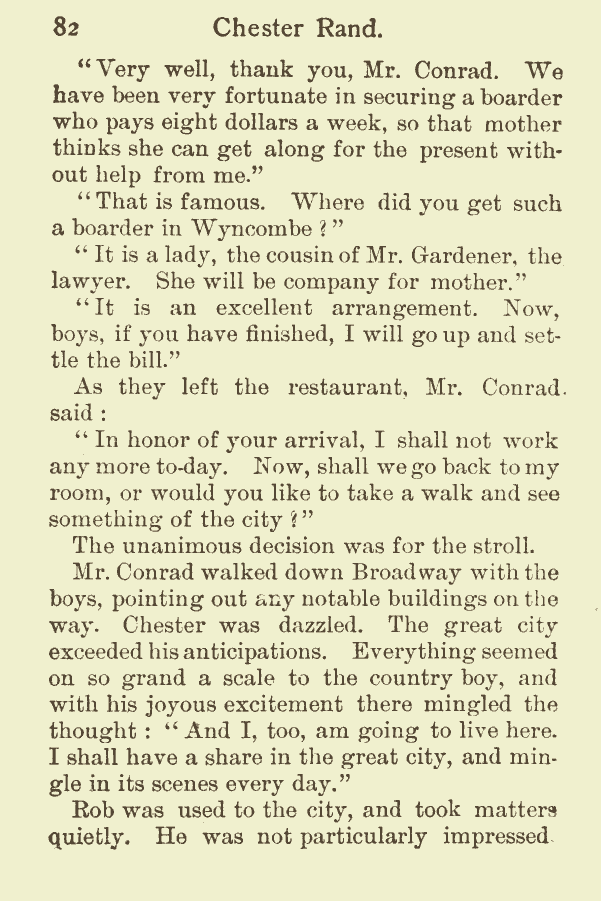 82 Chester Rand.
“Very well, thank you, Mr. Conrad. We
have been very fortunate in securing a boarder
who pays eight dollars a week, so that mother
thinks she can get along for the present with-
out help from me.”
“That is famous. Where did you get such
a boarder in Wyncombe?”
“It is a lady, the cousin of Mr. Gardener, the
lawyer. She will be company for mother.”
“It is an excellent arrangement. Now,
boys, if you have finished, I will go up and set-
tle the bill.”
As they left the restaurant, Mr. Conrad
said:
“In honor of your arrival, I shall not work
any more to-day. Now, shall we go back to my
room, or would you like to take a walk and see
something of the city?”
The unanimous decision was for the stroll.
Mr. Conrad walked down Broadway with the
boys, pointing out any notable buildings on the
way. Chester was dazzled. The great city
exceeded his anticipations. Everything seemed
on so grand a scale to the country boy, and
with his joyous excitement there mingled the
thought: “And I, too, am going to live here.
I shall have a share in the great city, and min-
gle in its scenes every day.”
Rob was used to the city, and took matters
quietly. He was not particularly impressed